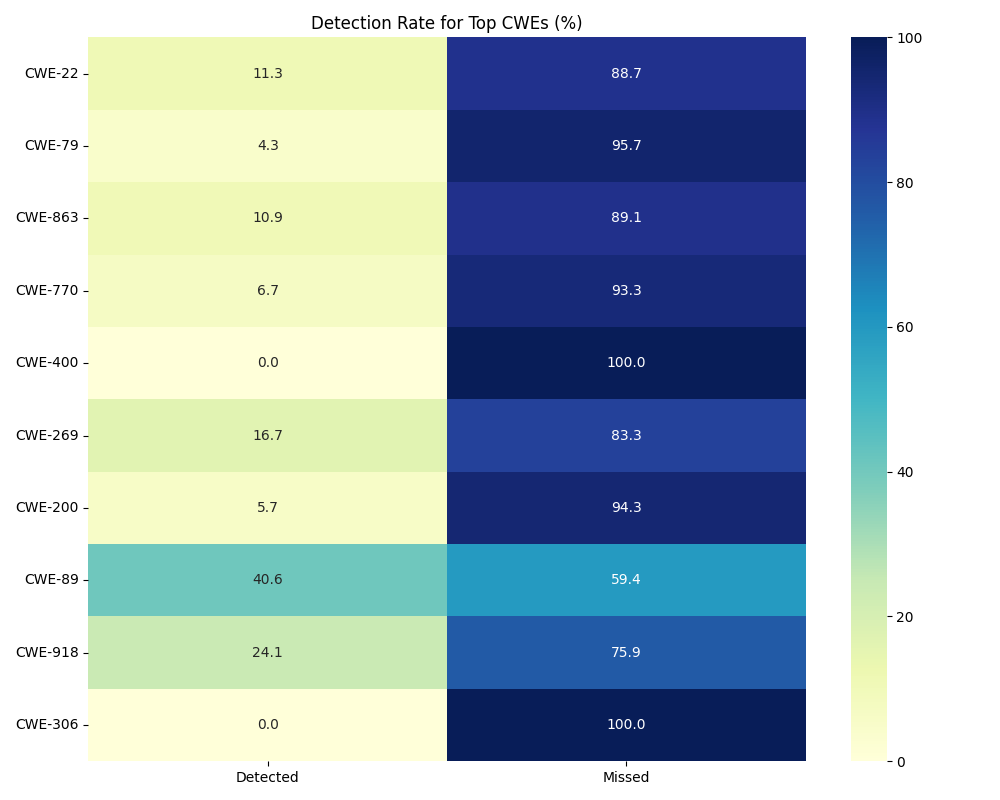 Detection Rate for Top CWEs (%)
CWE-22 11.3 88.7
CWE-79 4.3 95.7
CWE-863 10.9 89.1
CWE-770 6.7 93.3
CWE-400 0.0 100.0
CWE-269 16.7 83.3
CWE-200 5.7 94.3
CWE-89 40.6 59.4
CWE-918 24.1 75.9
CWE-306 0.0 100.0
Detected Missed
100
80
60
40
20
0